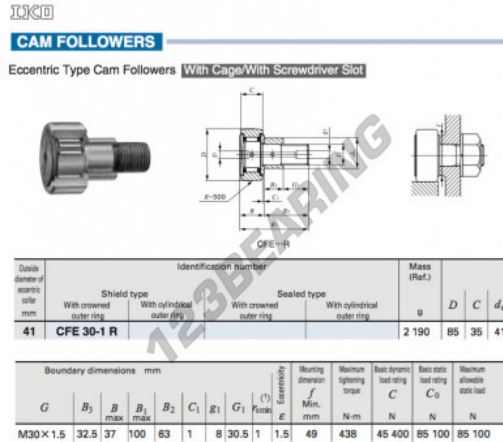 IKO
CAM FOLLOWERS
Eccentric Type Cam Followers With Cage/With Screwdriver Slot
C
D
R=500
B3
G1
C1
B
B2
CFE…R
123BEARING
Outside diameter of eccentric collar mm
Identification number
Mass (Ref.) g
Shield type
Sealed type
With crowned outer ring
With cylindrical outer ring
With crowned outer ring
With cylindrical outer ring
D C
41 CFE 30-1 R 2 190 85 35 41
Boundary dimensions mm
Eccentricity ε
Mounting dimension f Min. mm
Maximum tightening torque N-m
Basic dynamic load rating C N
Basic static load rating C0 N
Maximum allowable static load N
G B3 B max B1 max B2 C1 g1 G1 (1) rs min
M30×1.5 32.5 37 100 63 1 8 30.5 1 1.5 49 438 45 400 85 100 85 100